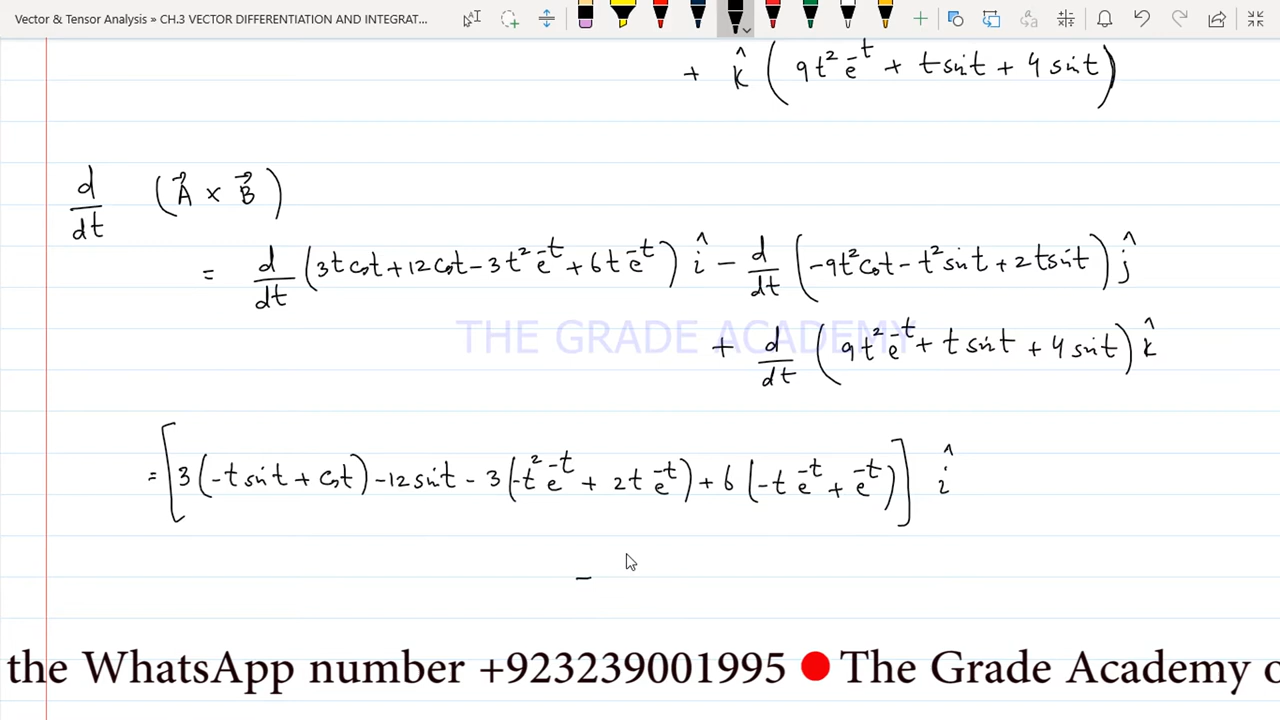 Vector & Tensor Analysis » CH.3 VECTOR DIFFERENTIATION AND INTEGRAT...
+ k̂ (9t² e^-t + t sin t + 4 sin t)
d/dt (A⃗ × B⃗)
= d/dt (3t cos t + 12 cos t - 3t² e^-t + 6t e^-t) î - d/dt (-9t² cos t - t² sin t + 2t sin t) ĵ
THE GRADE ACADEMY
+ d/dt (9t² e^-t + t sin t + 4 sin t) k̂
= [3(-t sin t + cos t) - 12 sin t - 3(-t² e^-t + 2t e^-t) + 6(-t e^-t + e^-t)] î
-
the WhatsApp number +923239001995 ● The Grade Academy o